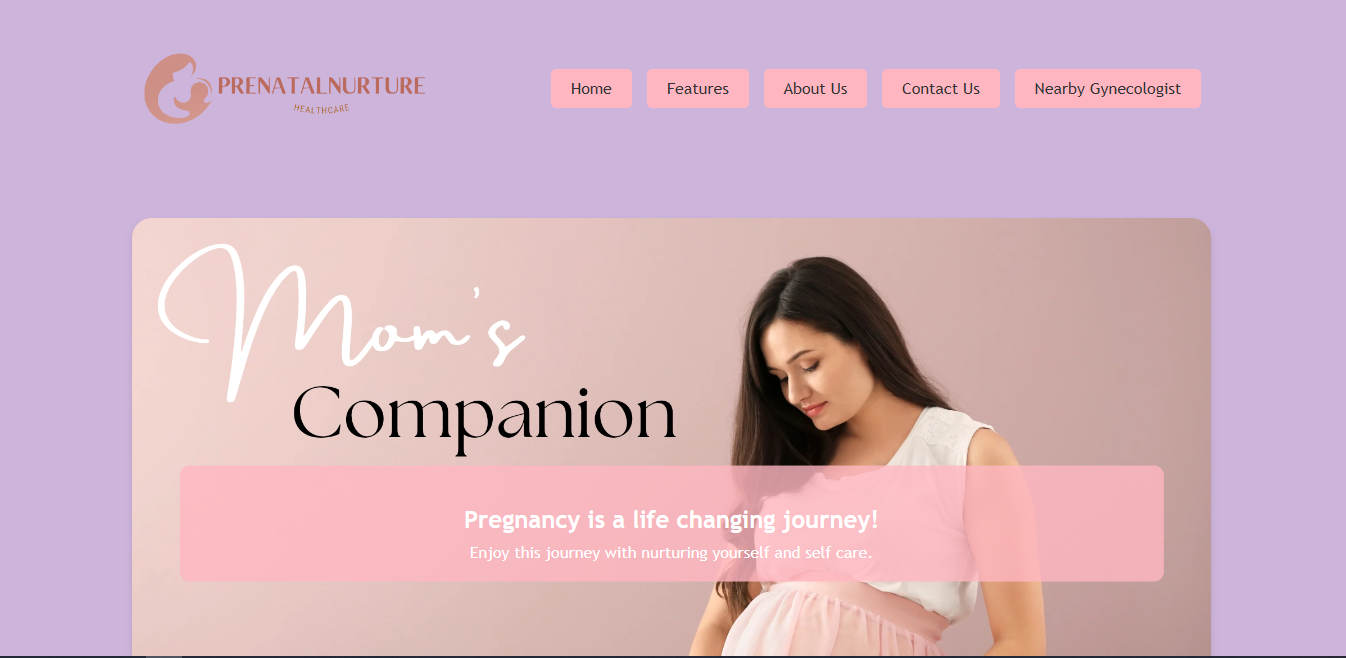 PRENATALNURTURE
HEALTHCARE
Home
Features
About Us
Contact Us
Nearby Gynecologist
Mom's
Companion
Pregnancy is a life changing journey!
Enjoy this journey with nurturing yourself and self care.